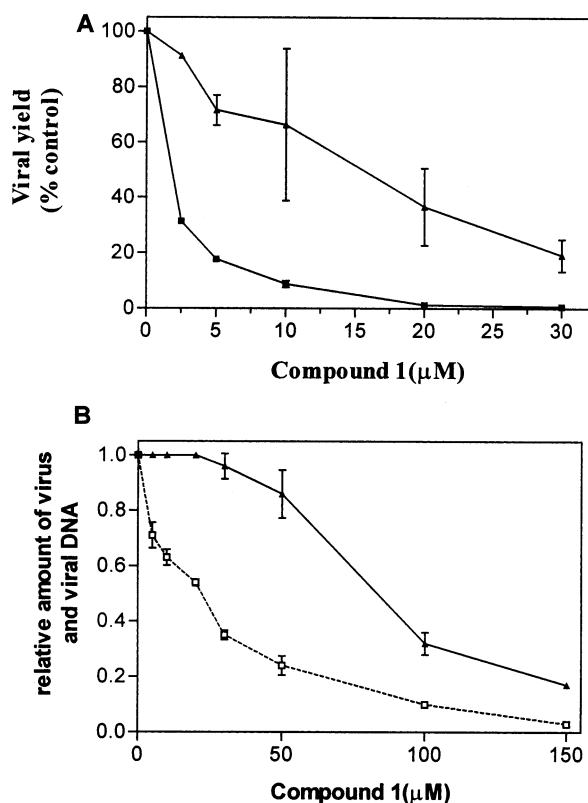 A
Viral yield
(% control)
100
80
60
40
20
0
0 5 10 15 20 25 30
Compound 1(μM)
B
relative amount of virus
and viral DNA
1.0
0.8
0.6
0.4
0.2
0.0
0 50 100 150
Compound 1(μM)